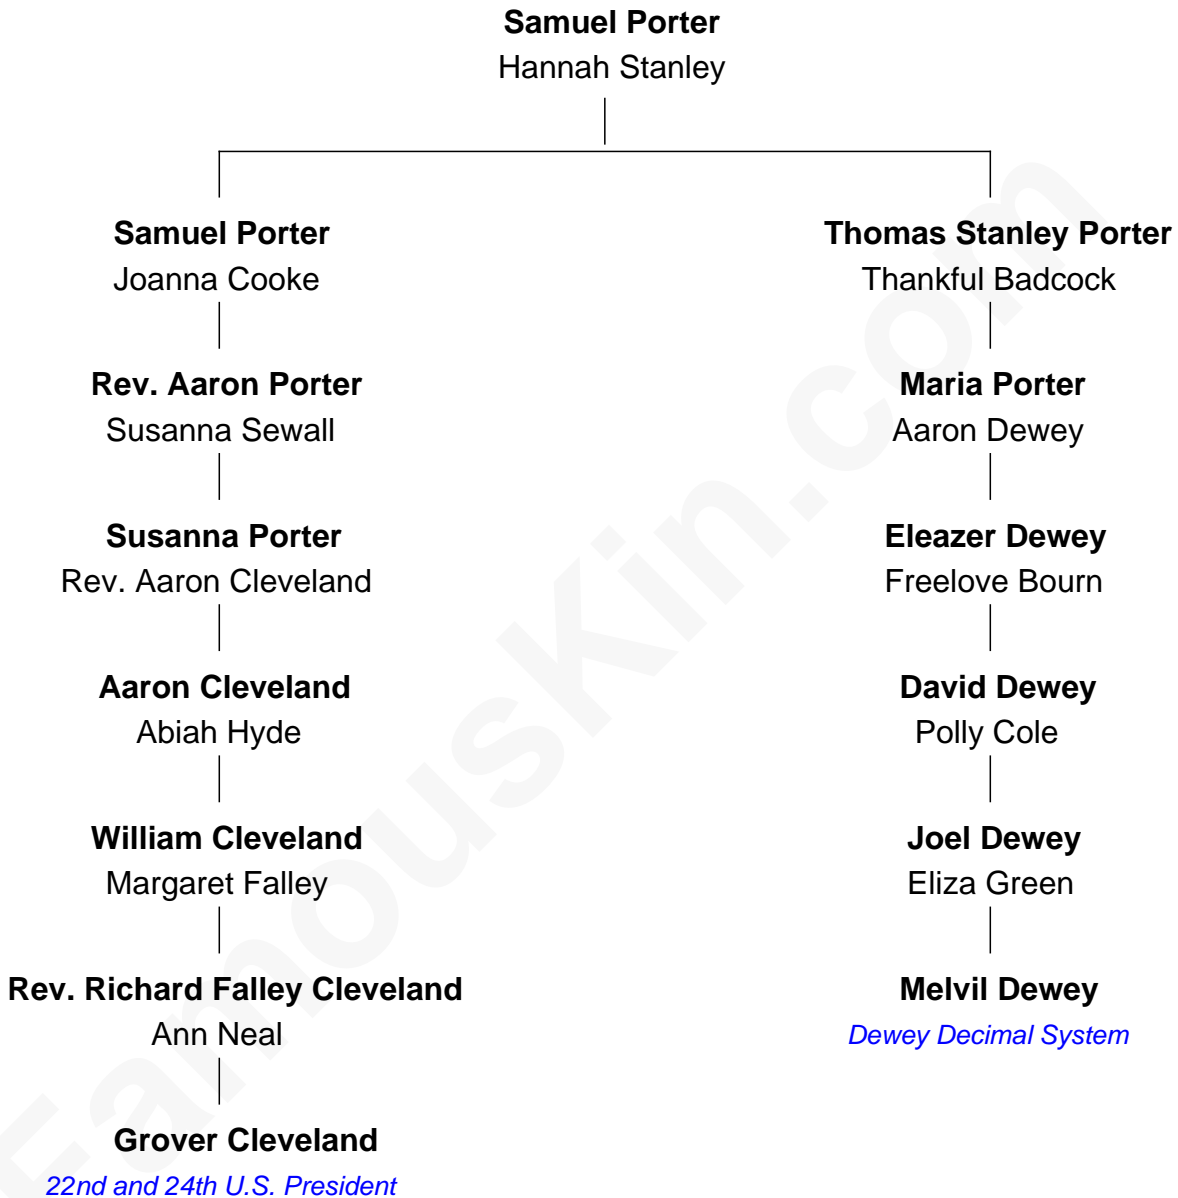 Samuel Porter
Hannah Stanley
Samuel Porter
Joanna Cooke
Thomas Stanley Porter
Thankful Badcock
Rev. Aaron Porter
Susanna Sewall
Maria Porter
Aaron Dewey
Susanna Porter
Rev. Aaron Cleveland
Eleazer Dewey
Freelove Bourn
Aaron Cleveland
Abiah Hyde
David Dewey
Polly Cole
William Cleveland
Margaret Falley
Joel Dewey
Eliza Green
Rev. Richard Falley Cleveland
Ann Neal
Melvil Dewey
Dewey Decimal System
Grover Cleveland
22nd and 24th U.S. President
FamousKin.com